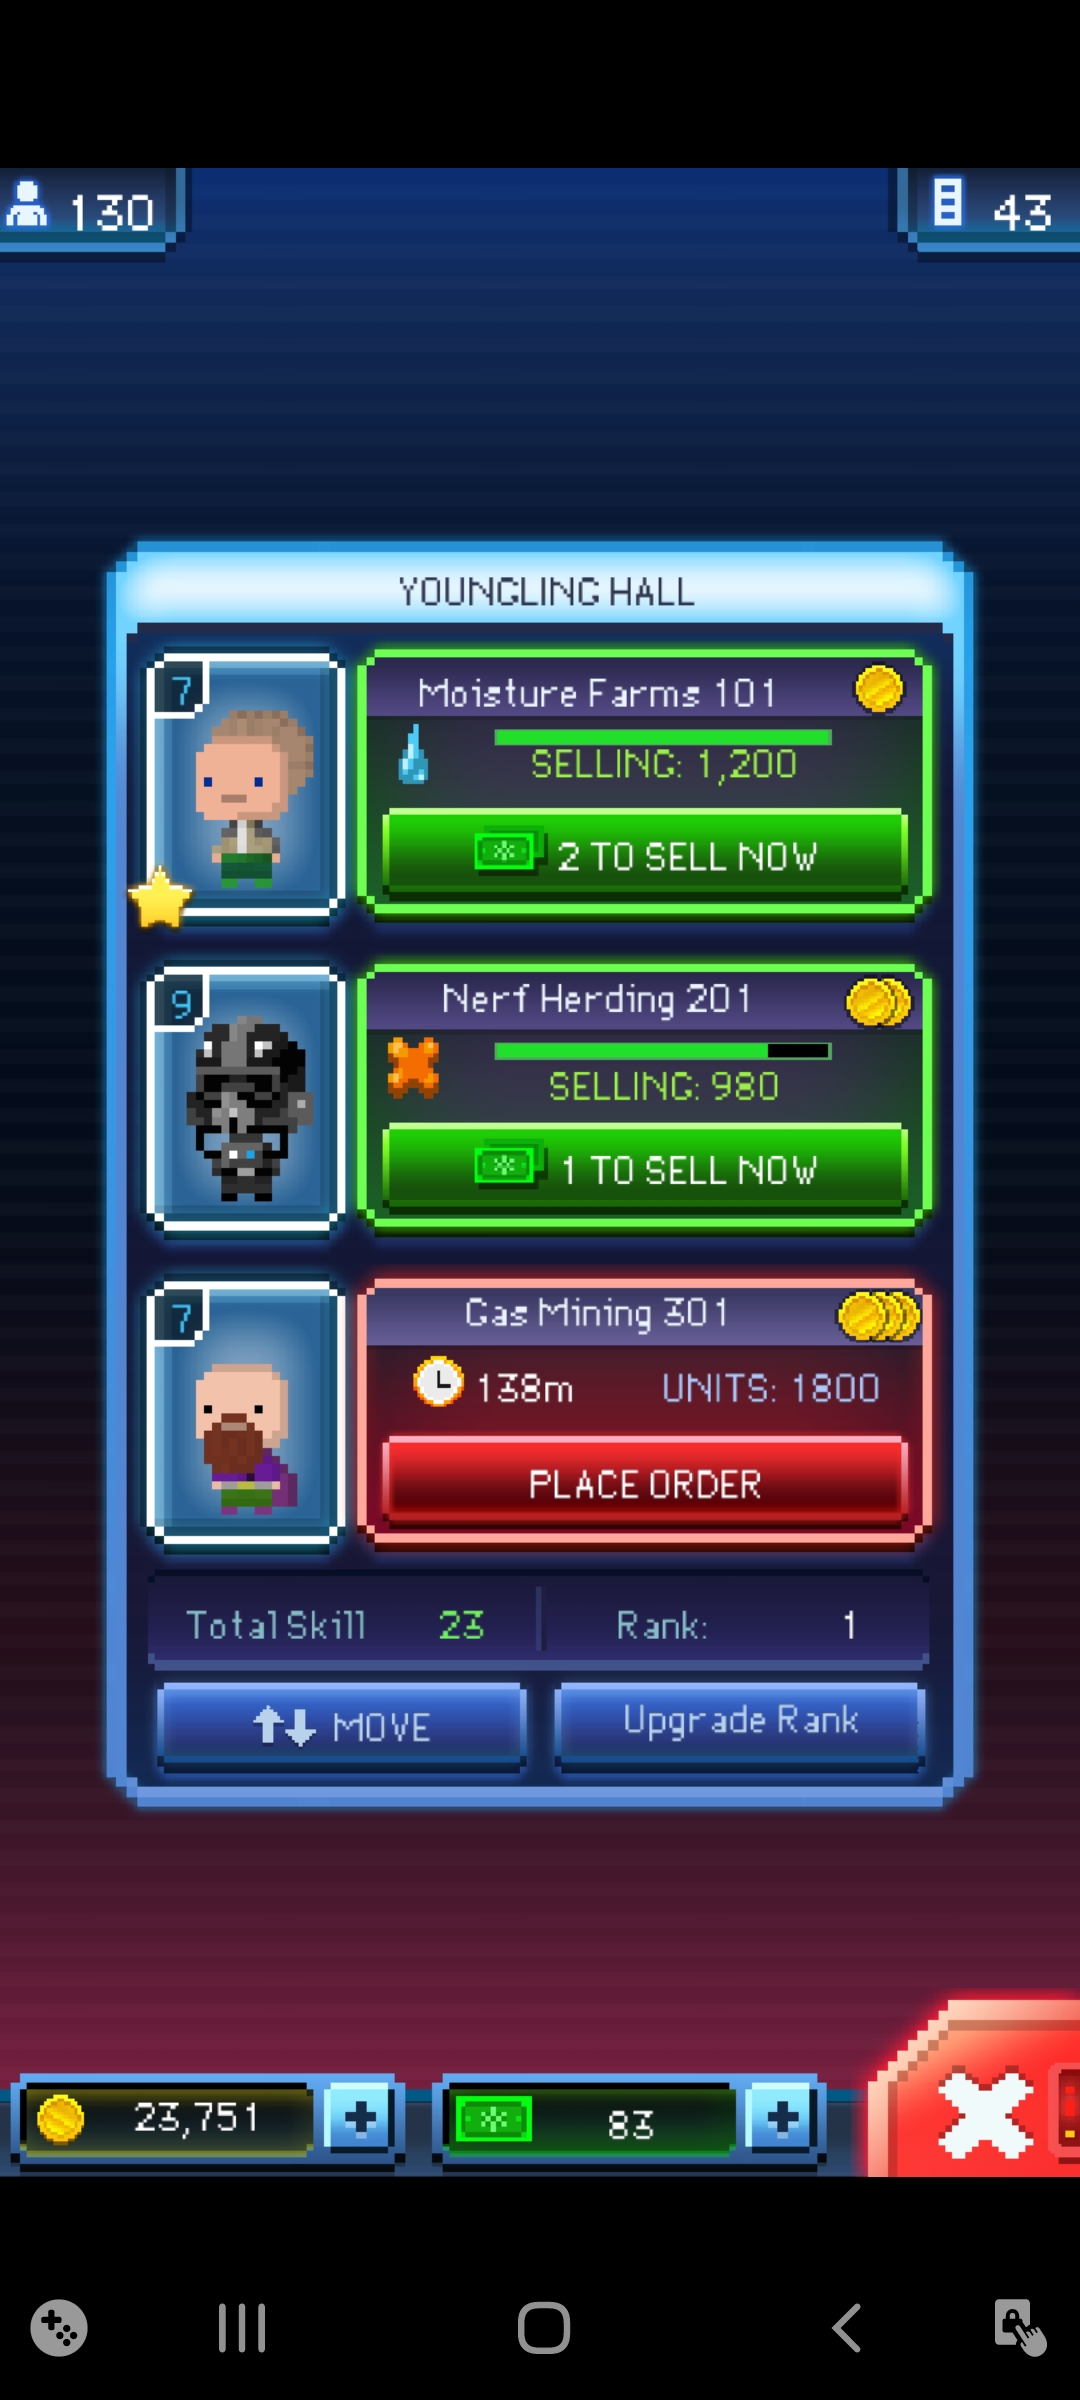 130
43
YOUNGLING HALL
7
Moisture Farms 101
SELLING: 1,200
2 TO SELL NOW
9
Nerf Herding 201
SELLING: 980
1 TO SELL NOW
7
Gas Mining 301
138m UNITS: 1800
PLACE ORDER
Total Skill 23 Rank: 1
MOVE Upgrade Rank
23,751 83